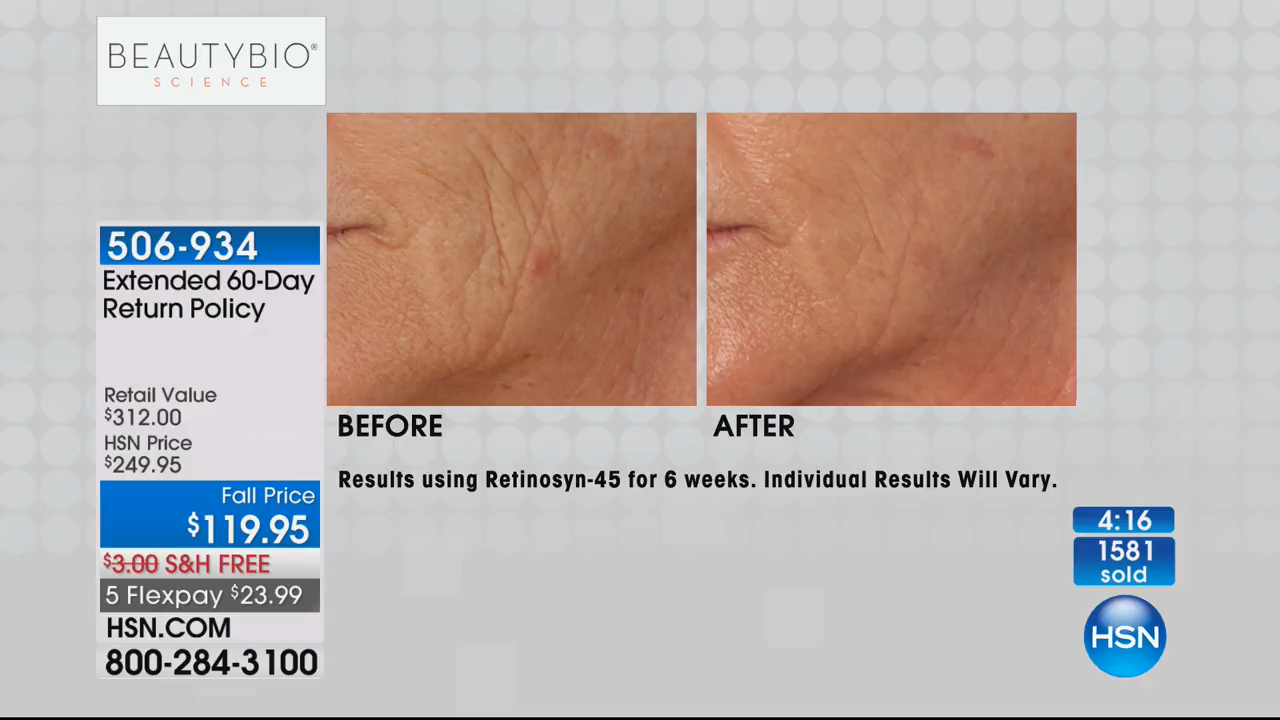 BEAUTYBIO®
SCIENCE
506-934
Extended 60-Day
Return Policy
Retail Value
$312.00
HSN Price
$249.95
Fall Price
$119.95
$3.00 S&H FREE
5 Flexpay $23.99
HSN.COM
800-284-3100
BEFORE
AFTER
Results using Retinosyn-45 for 6 weeks. Individual Results Will Vary.
4:16
1581
sold
HSN